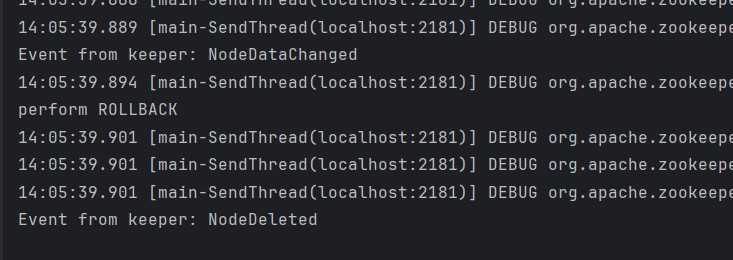 14:05:39.888 [main-SendThread(localhost:2181)] DEBUG org.apache.zookeepe
14:05:39.889 [main-SendThread(localhost:2181)] DEBUG org.apache.zookeepe
Event from keeper: NodeDataChanged
14:05:39.894 [main-SendThread(localhost:2181)] DEBUG org.apache.zookeepe
perform ROLLBACK
14:05:39.901 [main-SendThread(localhost:2181)] DEBUG org.apache.zookeepe
14:05:39.901 [main-SendThread(localhost:2181)] DEBUG org.apache.zookeepe
14:05:39.901 [main-SendThread(localhost:2181)] DEBUG org.apache.zookeepe
Event from keeper: NodeDeleted